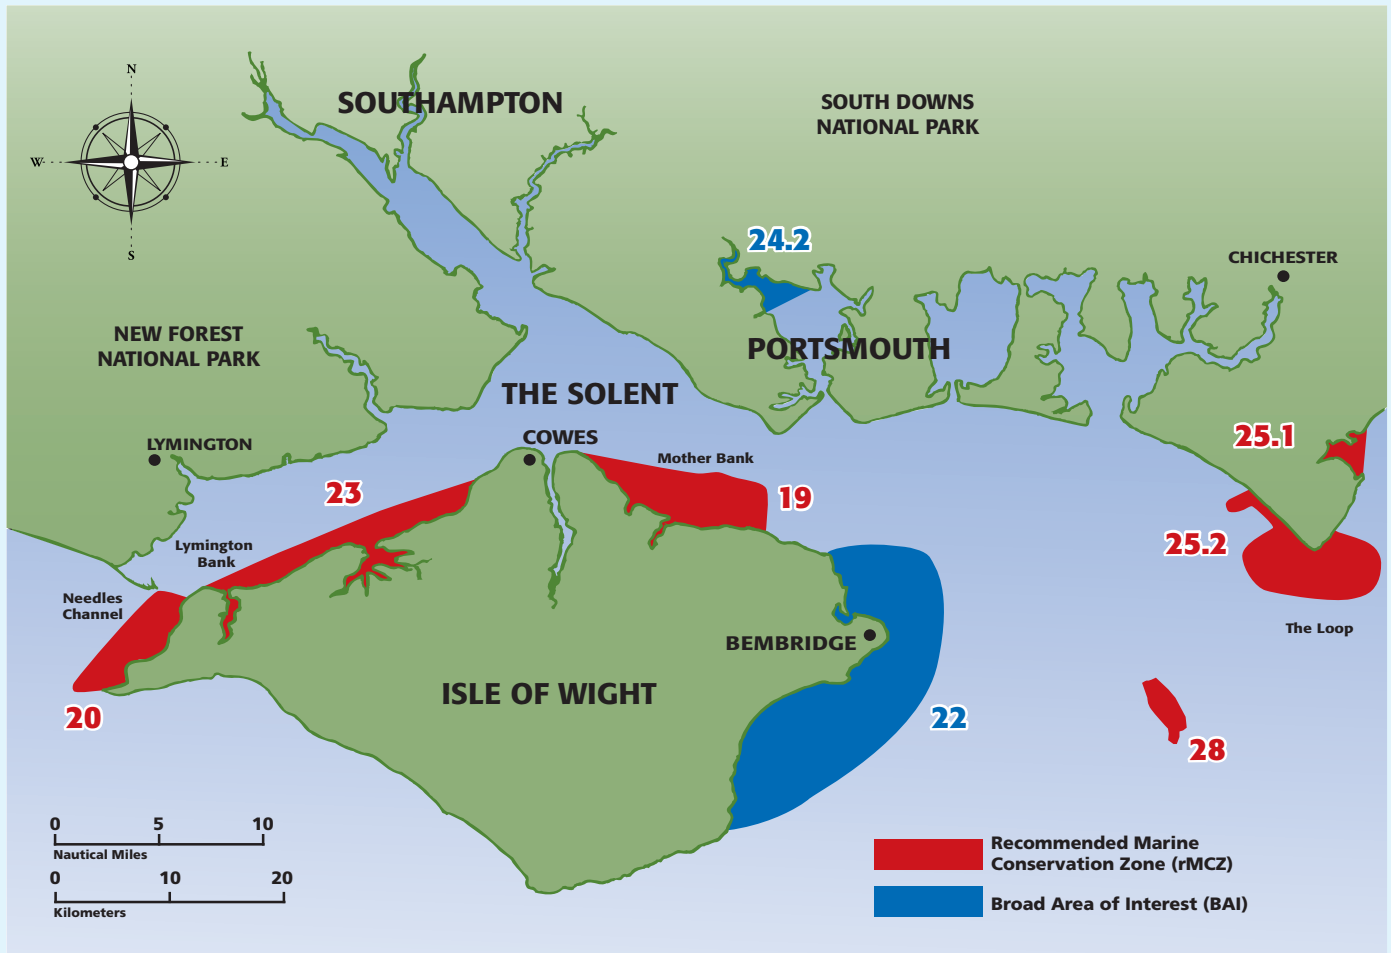 N
W
E
S
SOUTHAMPTON
SOUTH DOWNS
NATIONAL PARK
24.2
CHICHESTER
NEW FOREST
NATIONAL PARK
PORTSMOUTH
THE SOLENT
COWES
LYMINGTON
25.1
Mother Bank
23
19
Lymington
Bank
25.2
Needles
Channel
The Loop
BEMBRIDGE
ISLE OF WIGHT
20
22
28
0 5 10
Nautical Miles
0 10 20
Kilometers
Recommended Marine
Conservation Zone (rMCZ)
Broad Area of Interest (BAI)